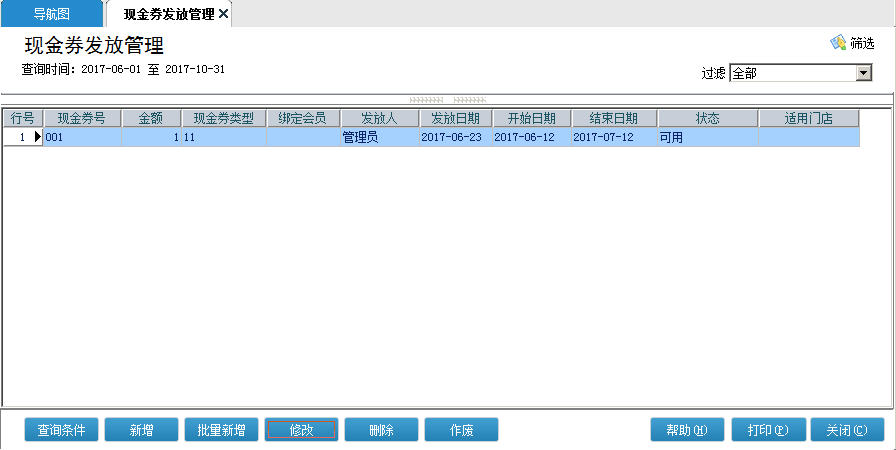 导航图 现金券发放管理
现金券发放管理
筛选
查询时间：2017-06-01 至 2017-10-31
过滤 全部
行号 现金券号 金额 现金券类型 绑定会员 发放人 发放日期 开始日期 结束日期 状态 适用门店
1 001 1 11 管理员 2017-06-23 2017-06-12 2017-07-12 可用
查询条件 新增 批量新增 修改 删除 作废 帮助(H) 打印(P) 关闭(C)